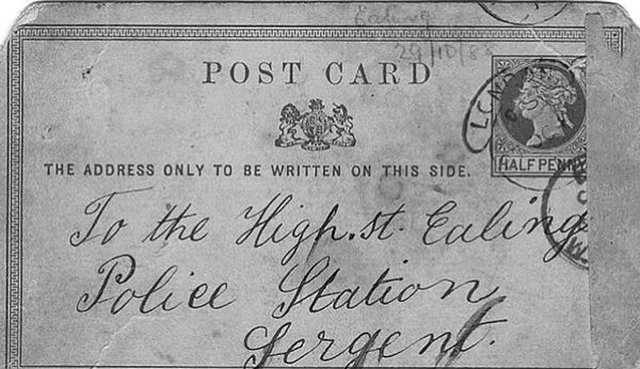 Ealing
29/10/88
POST CARD
LONDON
HALF PENNY
THE ADDRESS ONLY TO BE WRITTEN ON THIS SIDE.
To the High.st. Ealing
Police Station
Sergent.